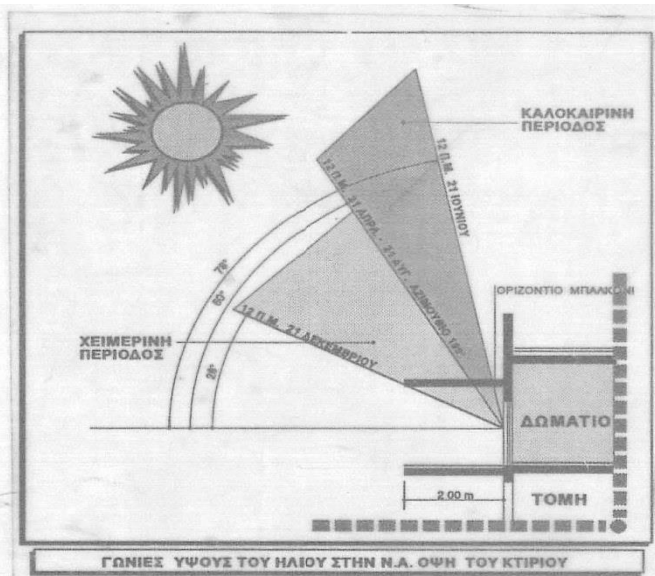 ΚΑΛΟΚΑΙΡΙΝΗ
ΠΕΡΙΟΔΟΣ
12 Π.Μ. 21 ΙΟΥΝΙΟΥ
12 Π.Μ. 21 ΑΠΡΛ. - 21 ΑΥΓ. ΑΖΙΜΟΥΘΙΟ
78°
60°
28°
ΟΡΙΖΟΝΤΙΟ ΜΠΑΛΚΟΝΙ
ΧΕΙΜΕΡΙΝΗ
ΠΕΡΙΟΔΟΣ
12 Π.Μ. 21 ΔΕΚΕΜΒΡΙΟΥ
ΔΩΜΑΤΙΟ
2.00 m
ΤΟΜΗ
ΓΩΝΙΕΣ ΥΨΟΥΣ ΤΟΥ ΗΛΙΟΥ ΣΤΗΝ Ν.Α. ΟΨΗ ΤΟΥ ΚΤΙΡΙΟΥ